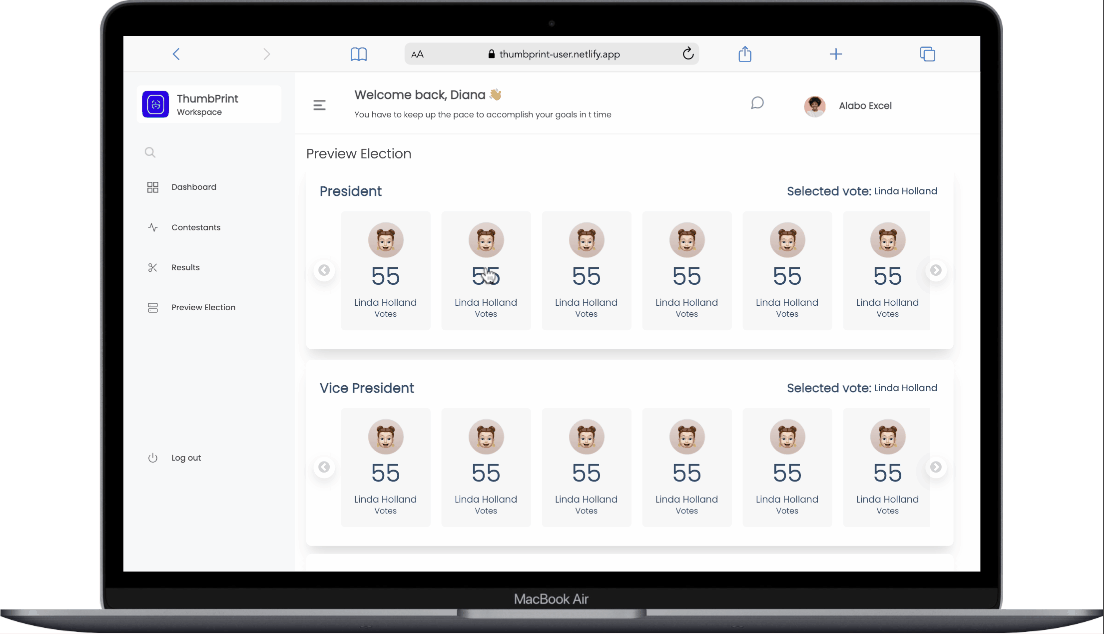 AA thumbprint-user.netlify.app
ThumbPrint
Workspace
Welcome back, Diana 👋🏽
You have to keep up the pace to accomplish your goals in t time
Alabo Excel
Dashboard
Contestants
Results
Preview Election
Log out
Preview Election
President
Selected vote: Linda Holland
55 55 55 55 55 55
Linda Holland Linda Holland Linda Holland Linda Holland Linda Holland Linda Holland
Votes Votes Votes Votes Votes Votes
Vice President
Selected vote: Linda Holland
55 55 55 55 55 55
Linda Holland Linda Holland Linda Holland Linda Holland Linda Holland Linda Holland
Votes Votes Votes Votes Votes Votes
MacBook Air